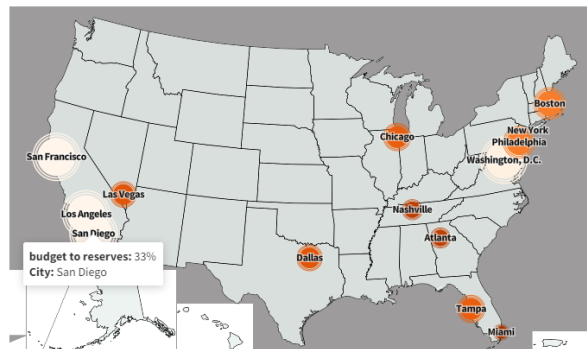 Boston
New York
Chicago
Philadelphia
San Francisco
Washington, D.C.
Las Vegas
Nashville
Los Angeles
San Diego
Atlanta
budget to reserves: 33%
City: San Diego
Dallas
Tampa
Miami